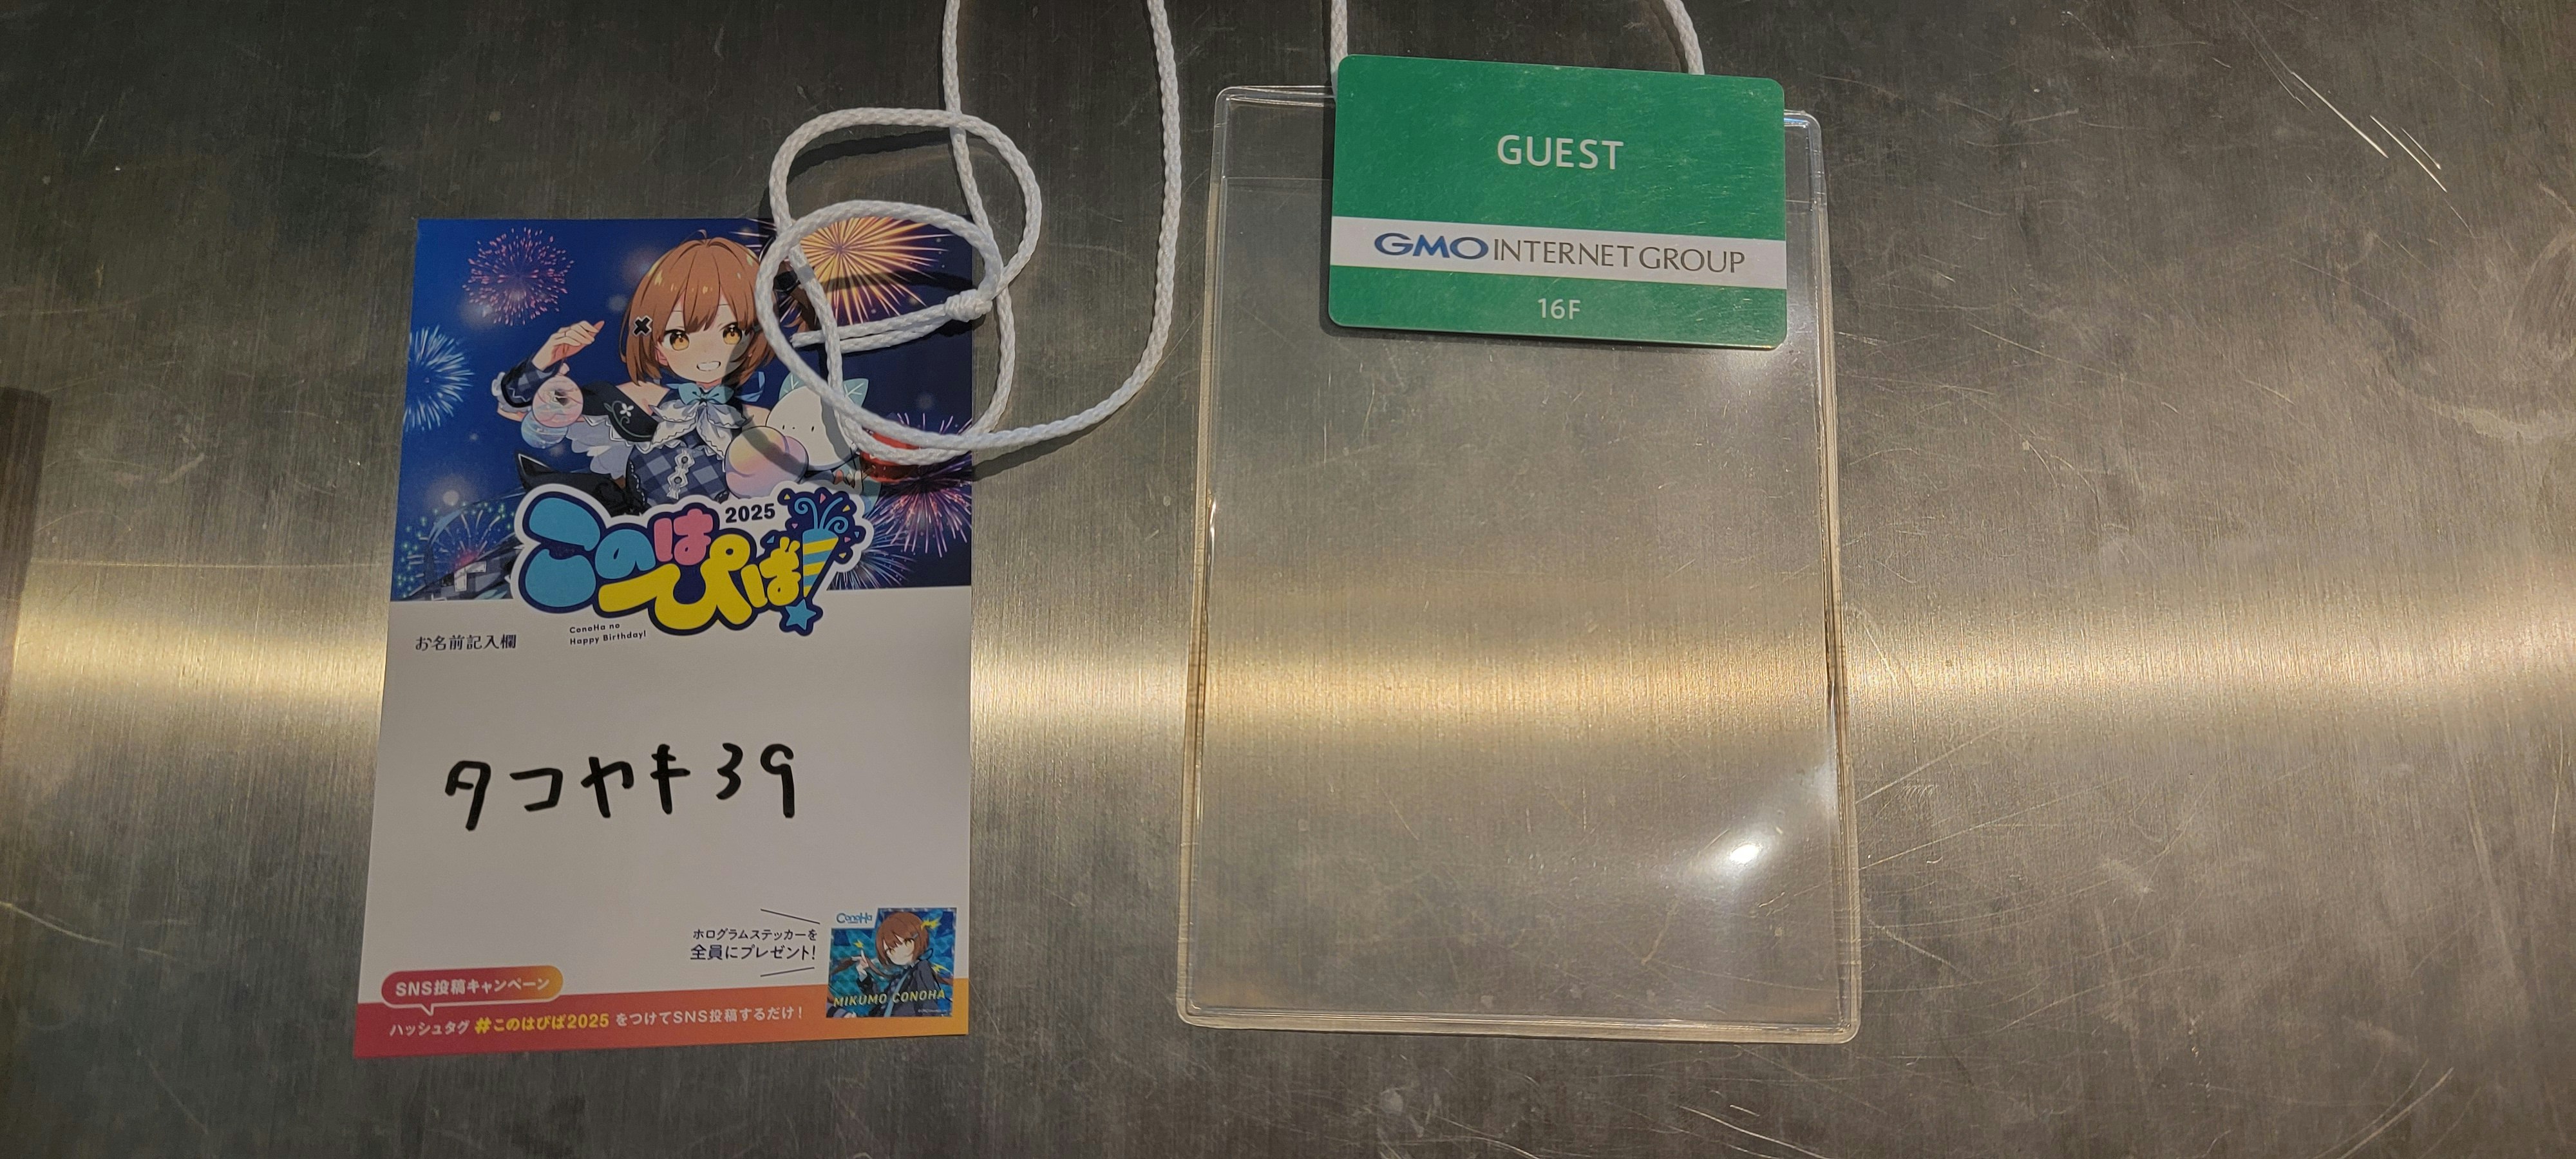 2025
このはぴば!
ConoHa no
Happy Birthday!
お名前記入欄
タコヤキ39
ConoHa
ホログラムステッカーを
全員にプレゼント!
MIKUMO CONOHA
SNS投稿キャンペーン
ハッシュタグ #このはぴば2025 をつけてSNS投稿するだけ!
GUEST
GMO INTERNET GROUP
16F